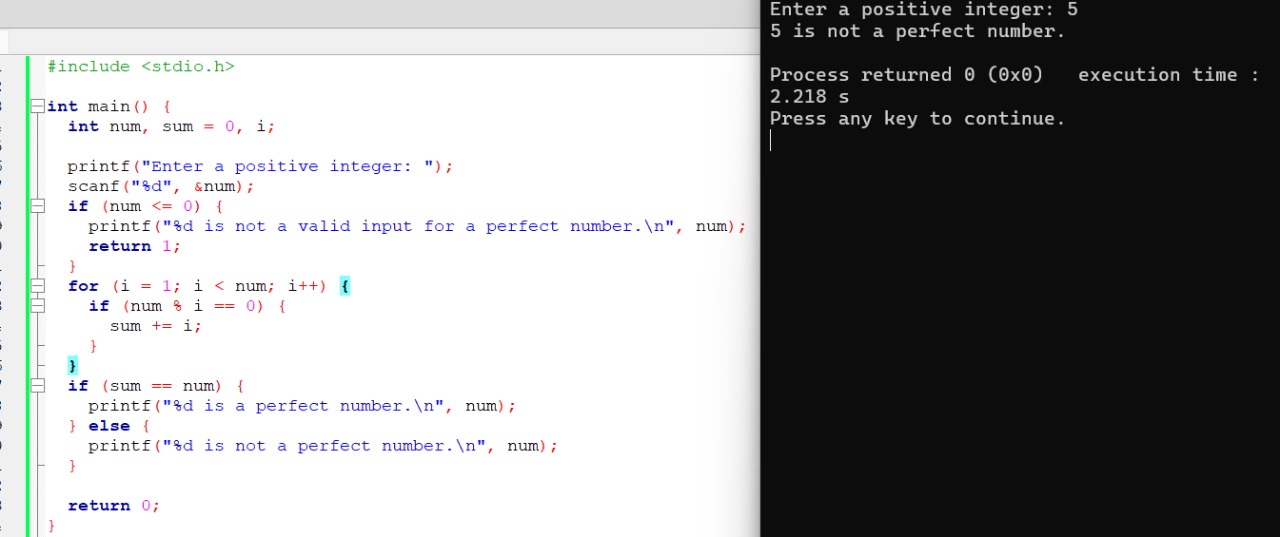 #include <stdio.h>
int main() {
int num, sum = 0, i;
printf("Enter a positive integer: ");
scanf("%d", &num);
if (num <= 0) {
printf("%d is not a valid input for a perfect number.\n", num);
return 1;
}
for (i = 1; i < num; i++) {
if (num % i == 0) {
sum += i;
}
}
if (sum == num) {
printf("%d is a perfect number.\n", num);
} else {
printf("%d is not a perfect number.\n", num);
}
return 0;
}
Enter a positive integer: 5
5 is not a perfect number.
Process returned 0 (0x0)   execution time :
2.218 s
Press any key to continue.